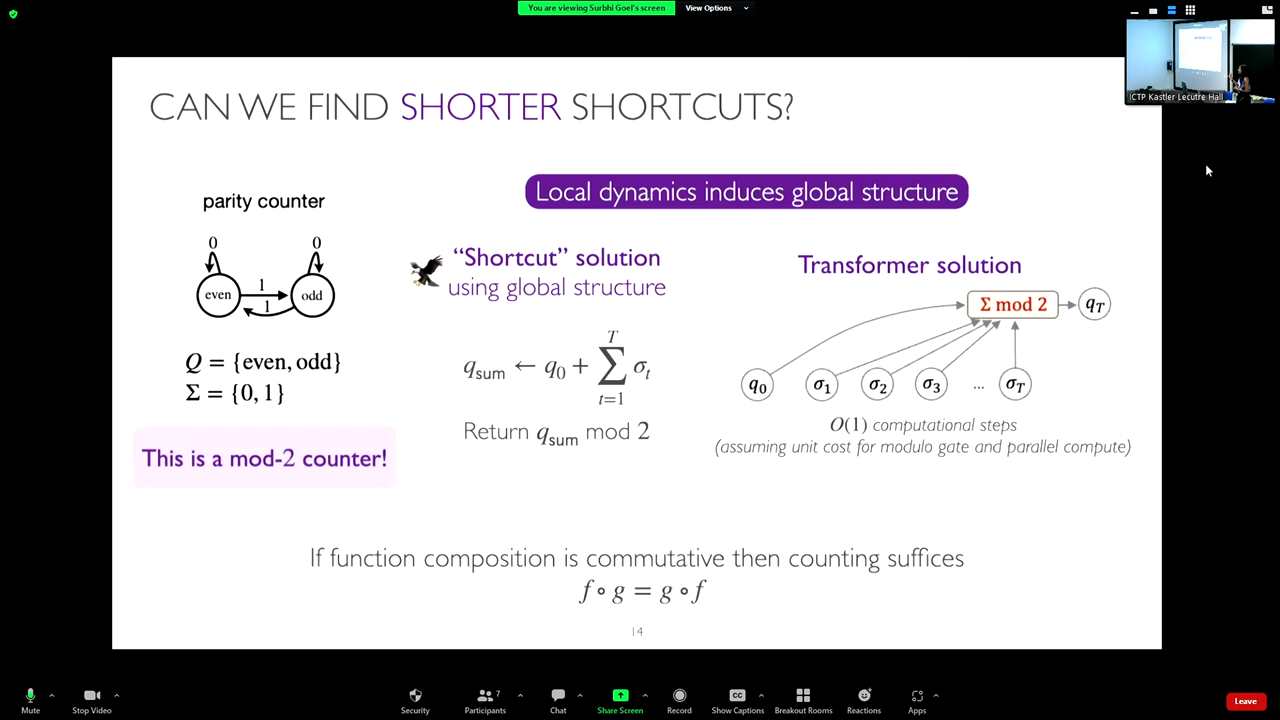 You are viewing Surbhi Goel's screen
View Options
ICTP Kastler Lecutre Hall
CAN WE FIND SHORTER SHORTCUTS?
Local dynamics induces global structure
parity counter
0
0
even
1
1
odd
Q = {even, odd}
Σ = {0, 1}
This is a mod-2 counter!
“Shortcut” solution
using global structure
q_sum ← q_0 + ∑_{t=1}^{T} σ_t
Return q_sum mod 2
Transformer solution
Σ mod 2
q_T
q_0 σ_1 σ_2 σ_3 ... σ_T
O(1) computational steps
(assuming unit cost for modulo gate and parallel compute)
If function composition is commutative then counting suffices
f ∘ g = g ∘ f
14
Mute
Stop Video
Security
Participants
7
Chat
Share Screen
Record
CC
Show Captions
Breakout Rooms
Reactions
Apps
Leave